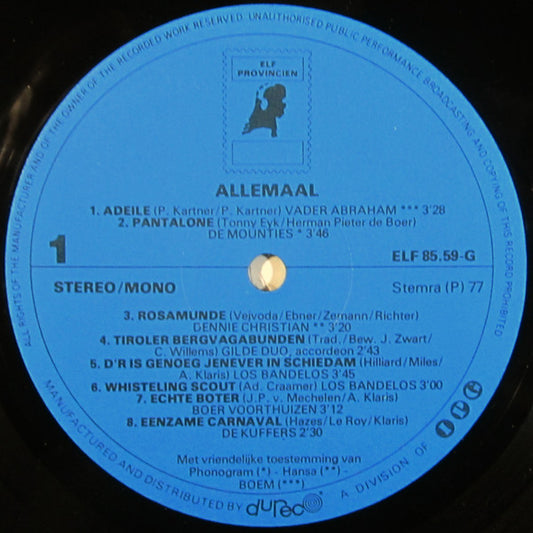 ALL RIGHTS OF THE MANUFACTURER AND OF THE OWNER OF THE RECORDED WORK RESERVED. UNAUTHORISED PUBLIC PERFORMANCE, BROADCASTING AND COPYING OF THIS RECORD PROHIBITED
ELF
PROVINCIEN
ALLEMAAL
1. ADEILE (P. Kartner/P. Kartner) VADER ABRAHAM *** 3'28
2. PANTALONE (Tonny Eyk/Herman Pieter de Boer)
DE MOUNTIES * 3'46
1
ELF 85.59-G
STEREO/MONO
Stemra (P) 77
3. ROSAMUNDE (Vejvoda/Ebner/Zemann/Richter)
DENNIE CHRISTIAN ** 3'20
4. TIROLER BERGVAGABUNDEN (Trad./Bew. J. Zwart/
C. Willems) GILDE DUO, accordeon 2'43
5. D'R IS GENOEG JENEVER IN SCHIEDAM (Hilliard/Miles/
A. Klaris) LOS BANDELOS 3'45
6. WHISTELING SCOUT (Ad. Craamer) LOS BANDELOS 3'00
7. ECHTE BOTER (J.P. v. Mechelen/A. Klaris)
BOER VOORTHUIZEN 3'12
8. EENZAME CARNAVAL (Hazes/Le Roy/Klaris)
DE KUFFERS 2'30
Met vriendelijke toestemming van
Phonogram (*) - Hansa (**) -
BOEM (***)
MANUFACTURED AND DISTRIBUTED BY dureco A DIVISION OF